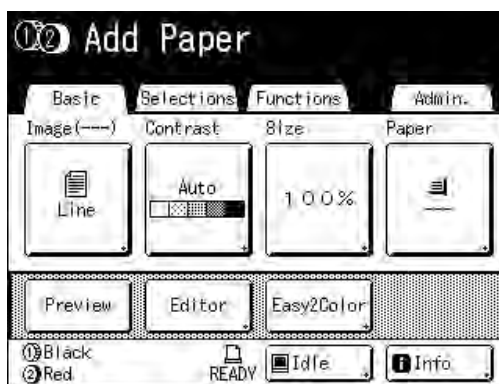 ①② Add Paper
Basic Selections Functions Admin.
Image(---) Contrast Size Paper
Line Auto 100% ----
Preview Editor Easy2Color
①Black
②Red READY Idle Info.